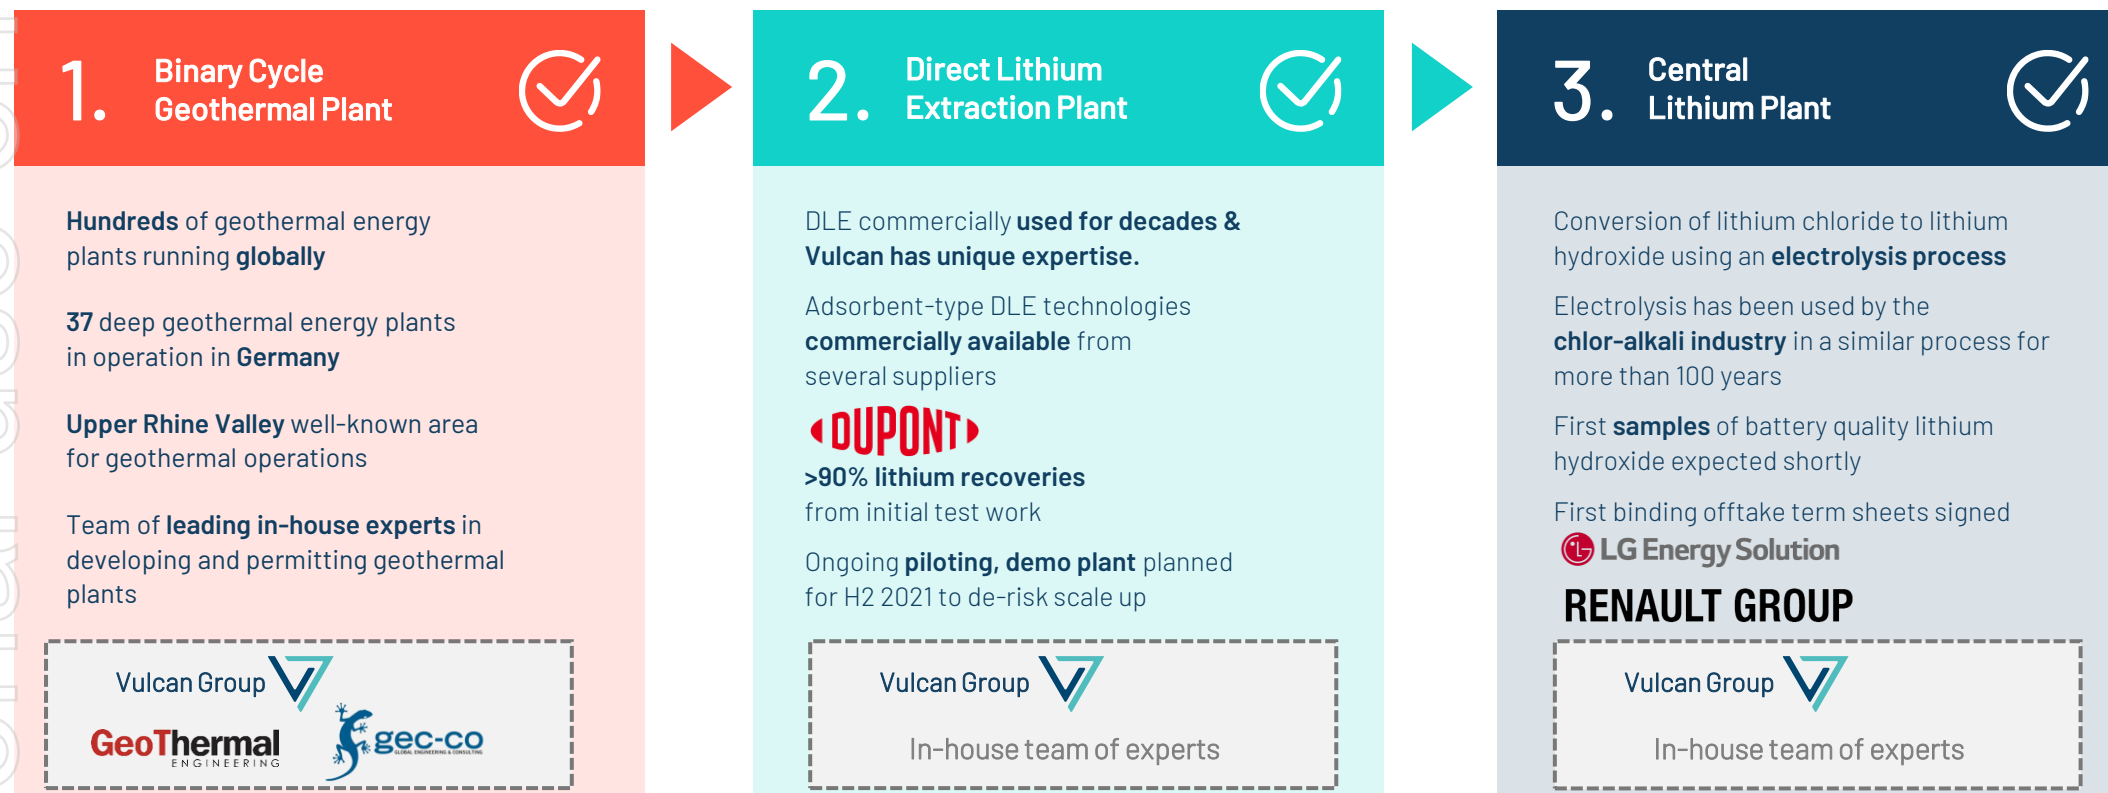 1.
Binary Cycle
Geothermal Plant
Hundreds of geothermal energy
plants running globally
37 deep geothermal energy plants
in operation in Germany
Upper Rhine Valley well-known area
for geothermal operations
Team of leading in-house experts in
developing and permitting geothermal
plants
Vulcan Group
GeoThermal
ENGINEERING
gec-co
GLOBAL ENGINEERING & CONSULTING
2.
Direct Lithium
Extraction Plant
DLE commercially used for decades &
Vulcan has unique expertise.
Adsorbent-type DLE technologies
commercially available from
several suppliers
DUPONT
>90% lithium recoveries
from initial test work
Ongoing piloting, demo plant planned
for H2 2021 to de-risk scale up
Vulcan Group
In-house team of experts
3.
Central
Lithium Plant
Conversion of lithium chloride to lithium
hydroxide using an electrolysis process
Electrolysis has been used by the
chlor-alkali industry in a similar process for
more than 100 years
First samples of battery quality lithium
hydroxide expected shortly
First binding offtake term sheets signed
LG Energy Solution
RENAULT GROUP
Vulcan Group
In-house team of experts